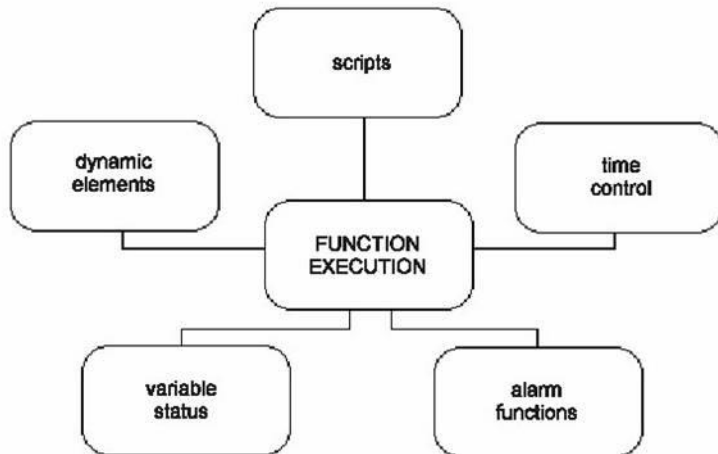 scripts
dynamic
elements
time
control
FUNCTION
EXECUTION
variable
status
alarm
functions